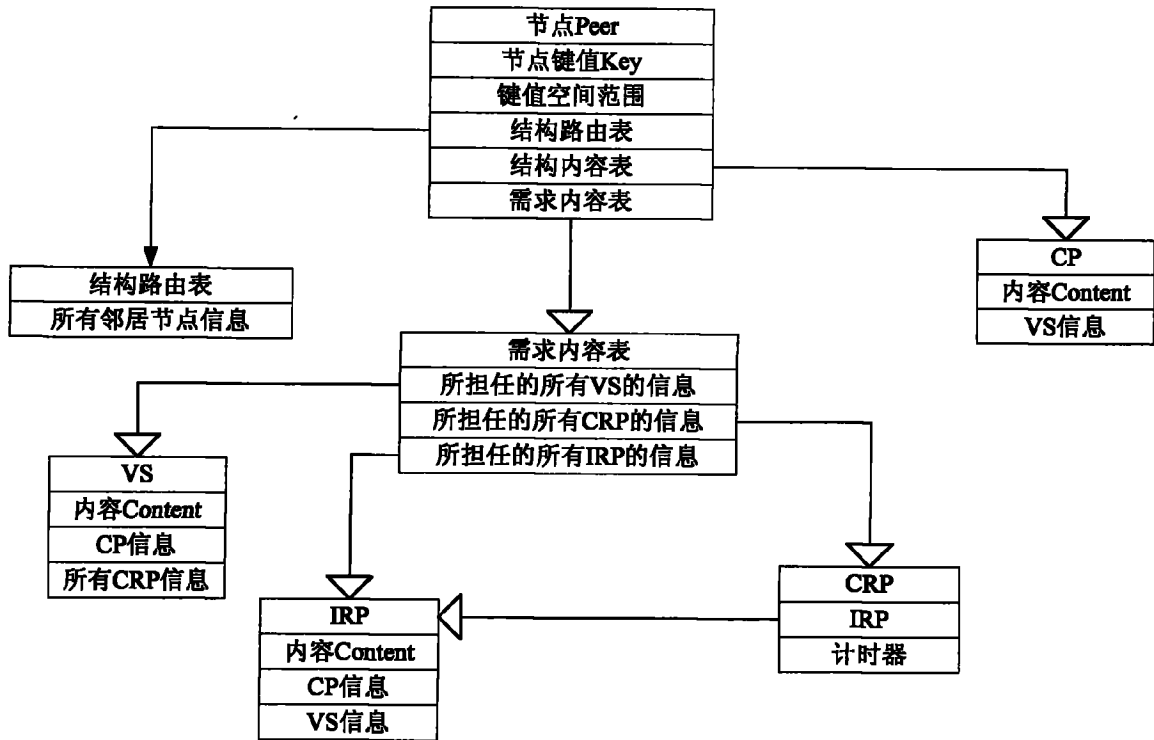 节点Peer
节点键值Key
键值空间范围
结构路由表
结构内容表
需求内容表
结构路由表
所有邻居节点信息
CP
内容Content
VS信息
需求内容表
所担任的所有VS的信息
所担任的所有CRP的信息
所担任的所有IRP的信息
VS
内容Content
CP信息
所有CRP信息
IRP
内容Content
CP信息
VS信息
CRP
IRP
计时器